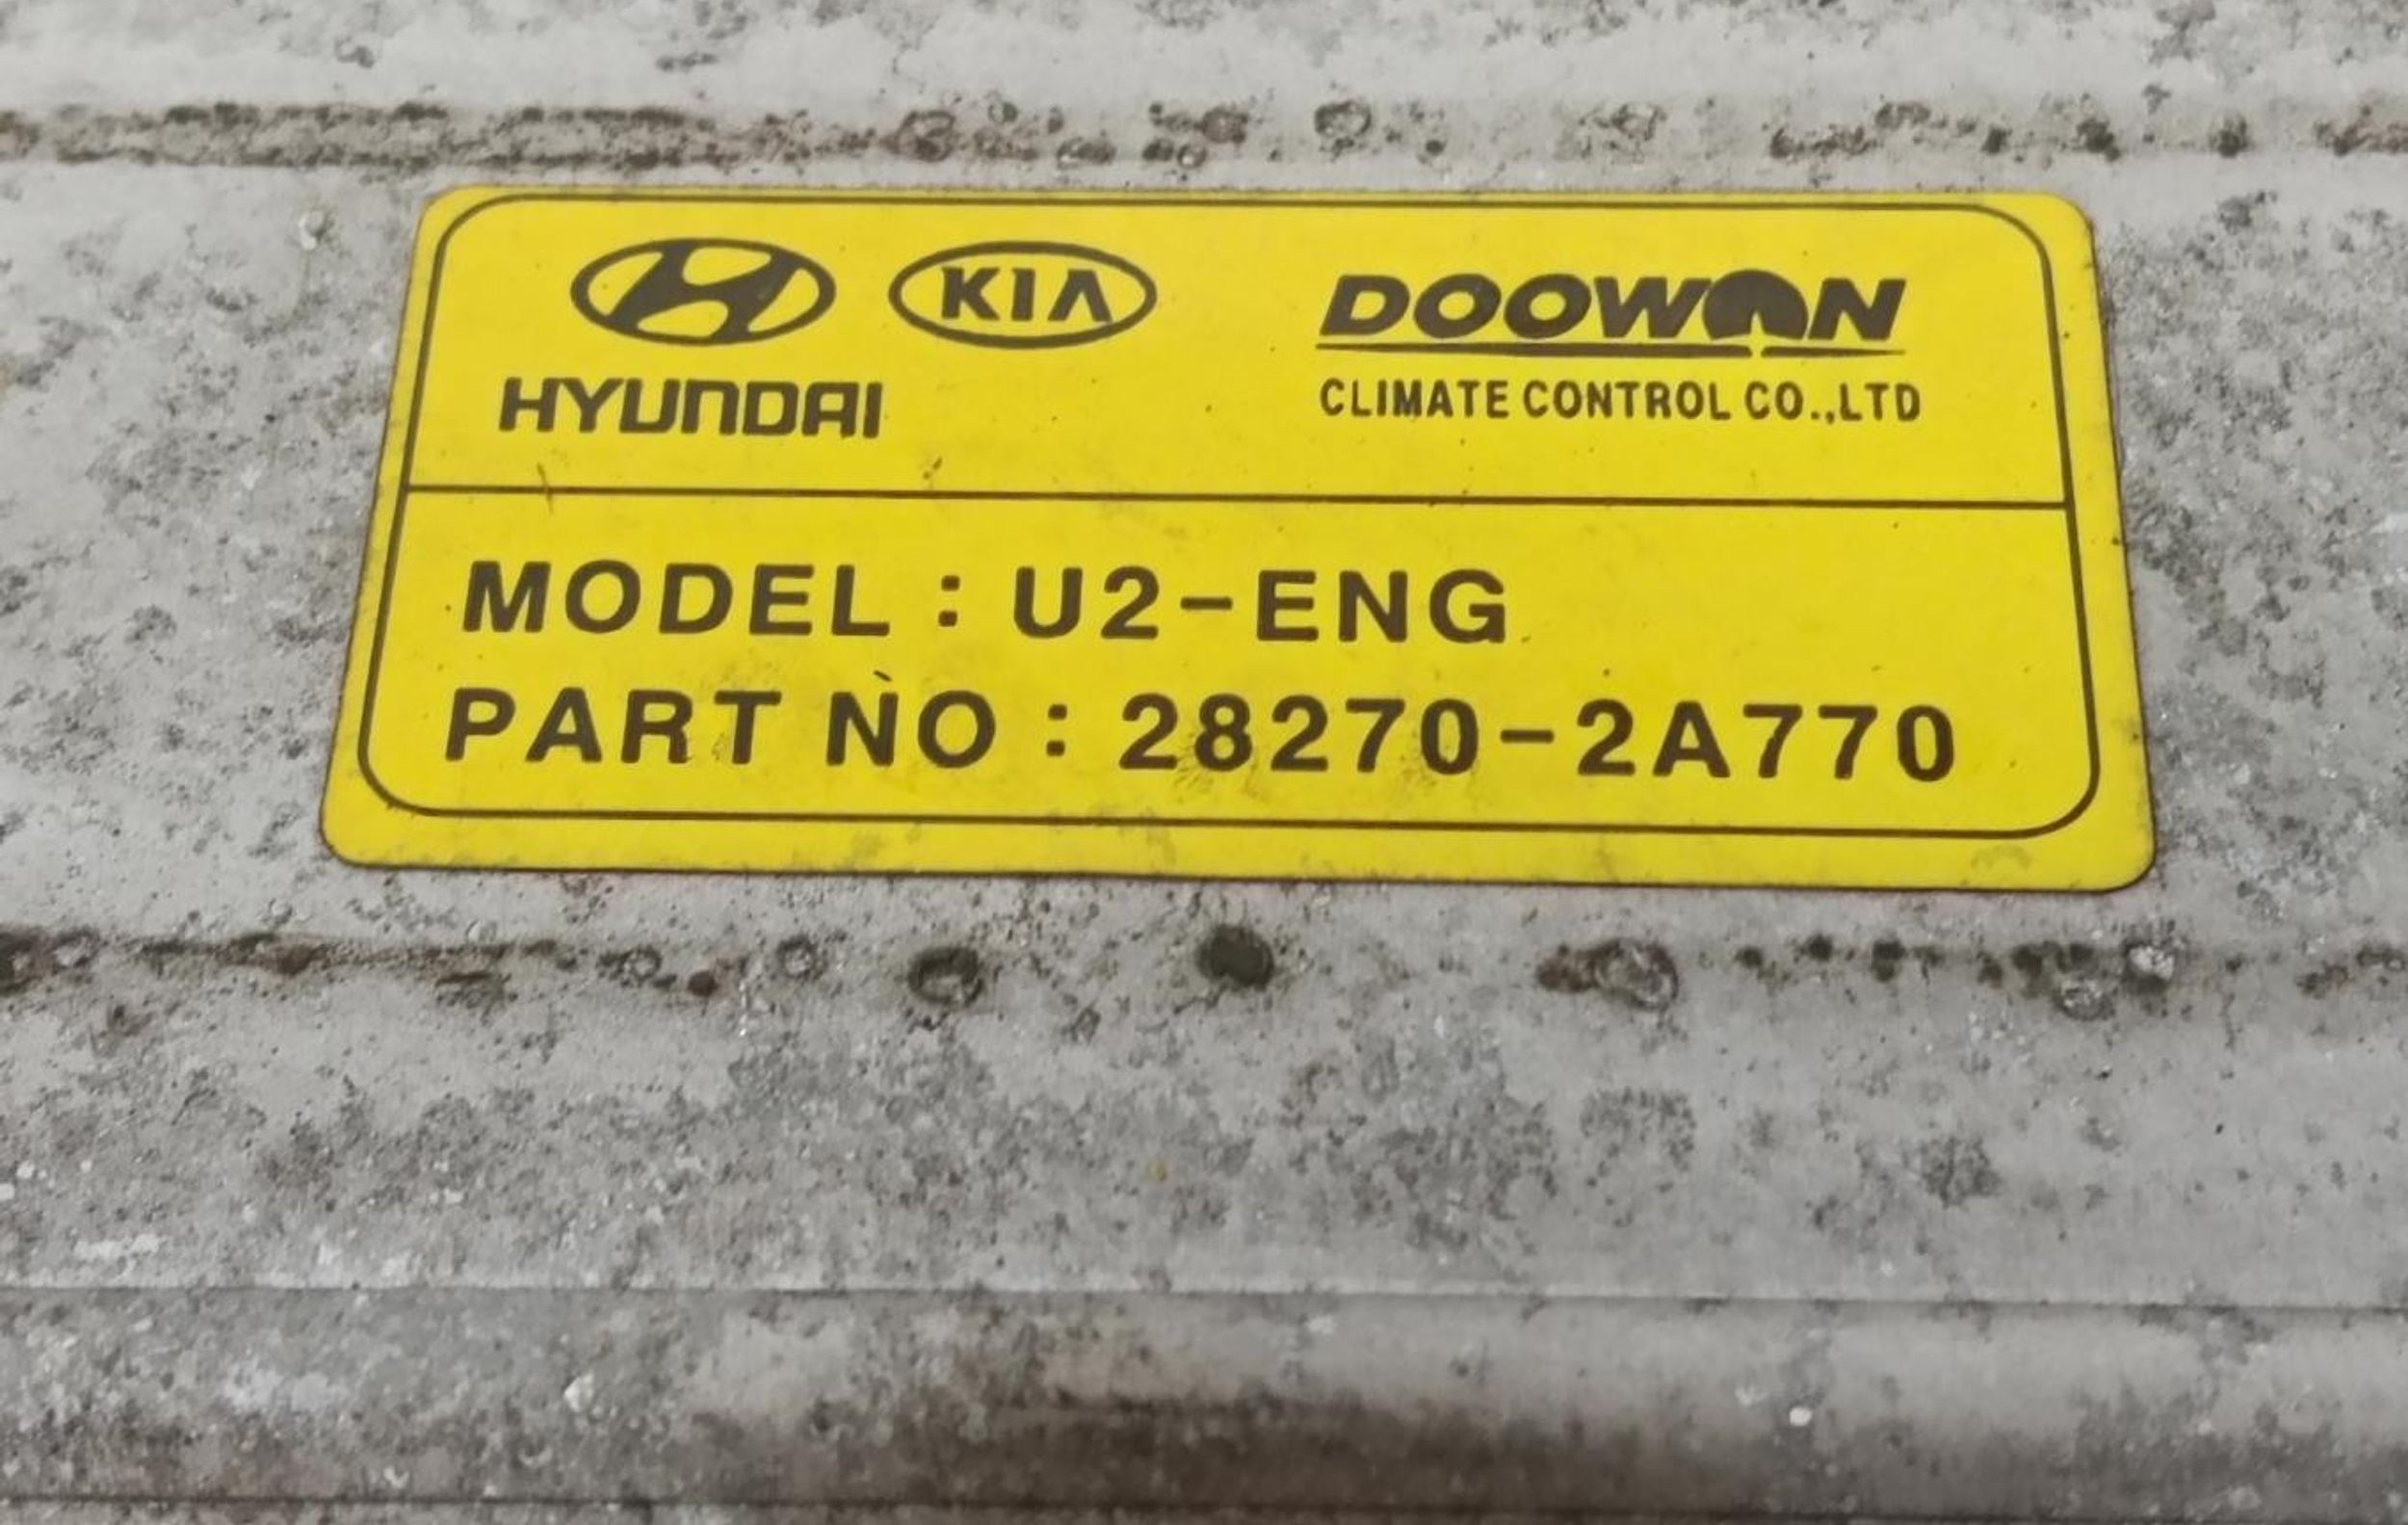 KIA DOOWON
HYUNDAI CLIMATE CONTROL CO.,LTD
MODEL : U2-ENG
PART NO : 28270-2A770